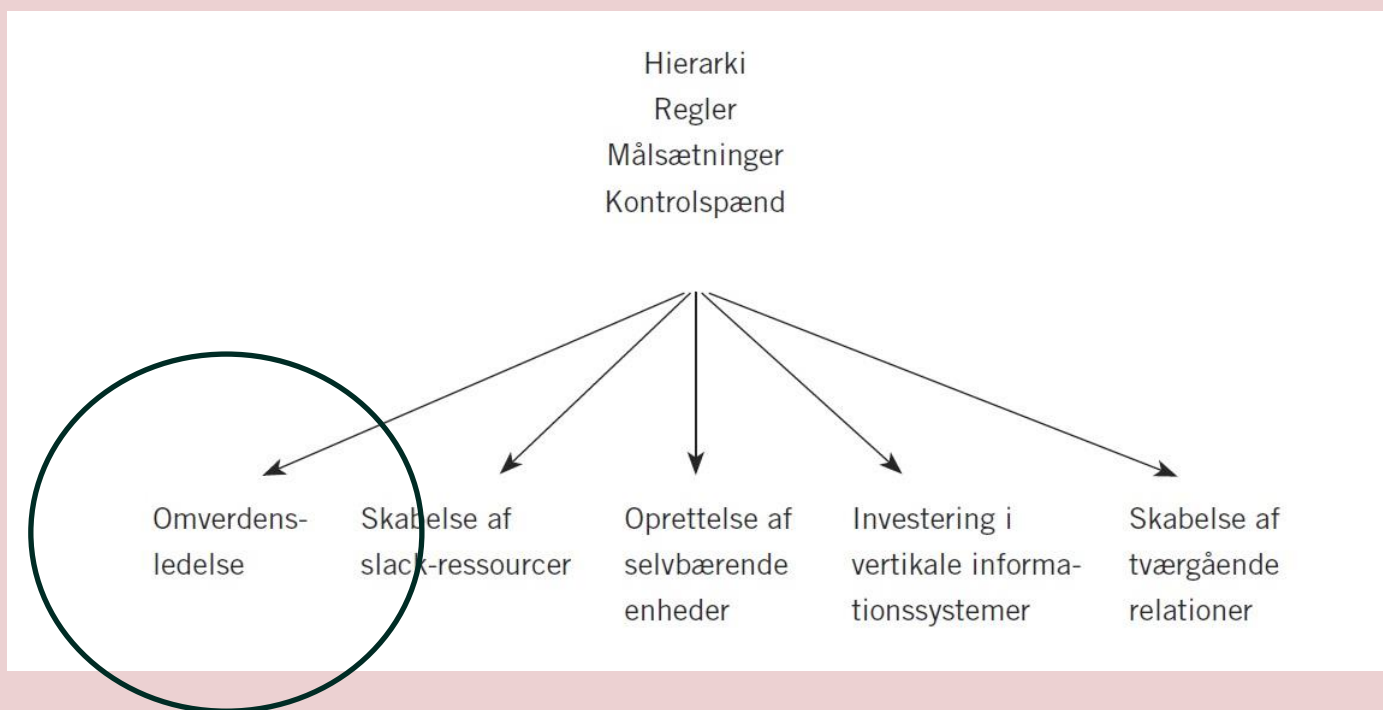 Hierarki
Regler
Målsætninger
Kontrolspænd
Omverdens-
ledelse
Skabelse af
slack-ressourcer
Oprettelse af
selvbærende
enheder
Investering i
vertikale informa-
tionssystemer
Skabelse af
tværgående
relationer